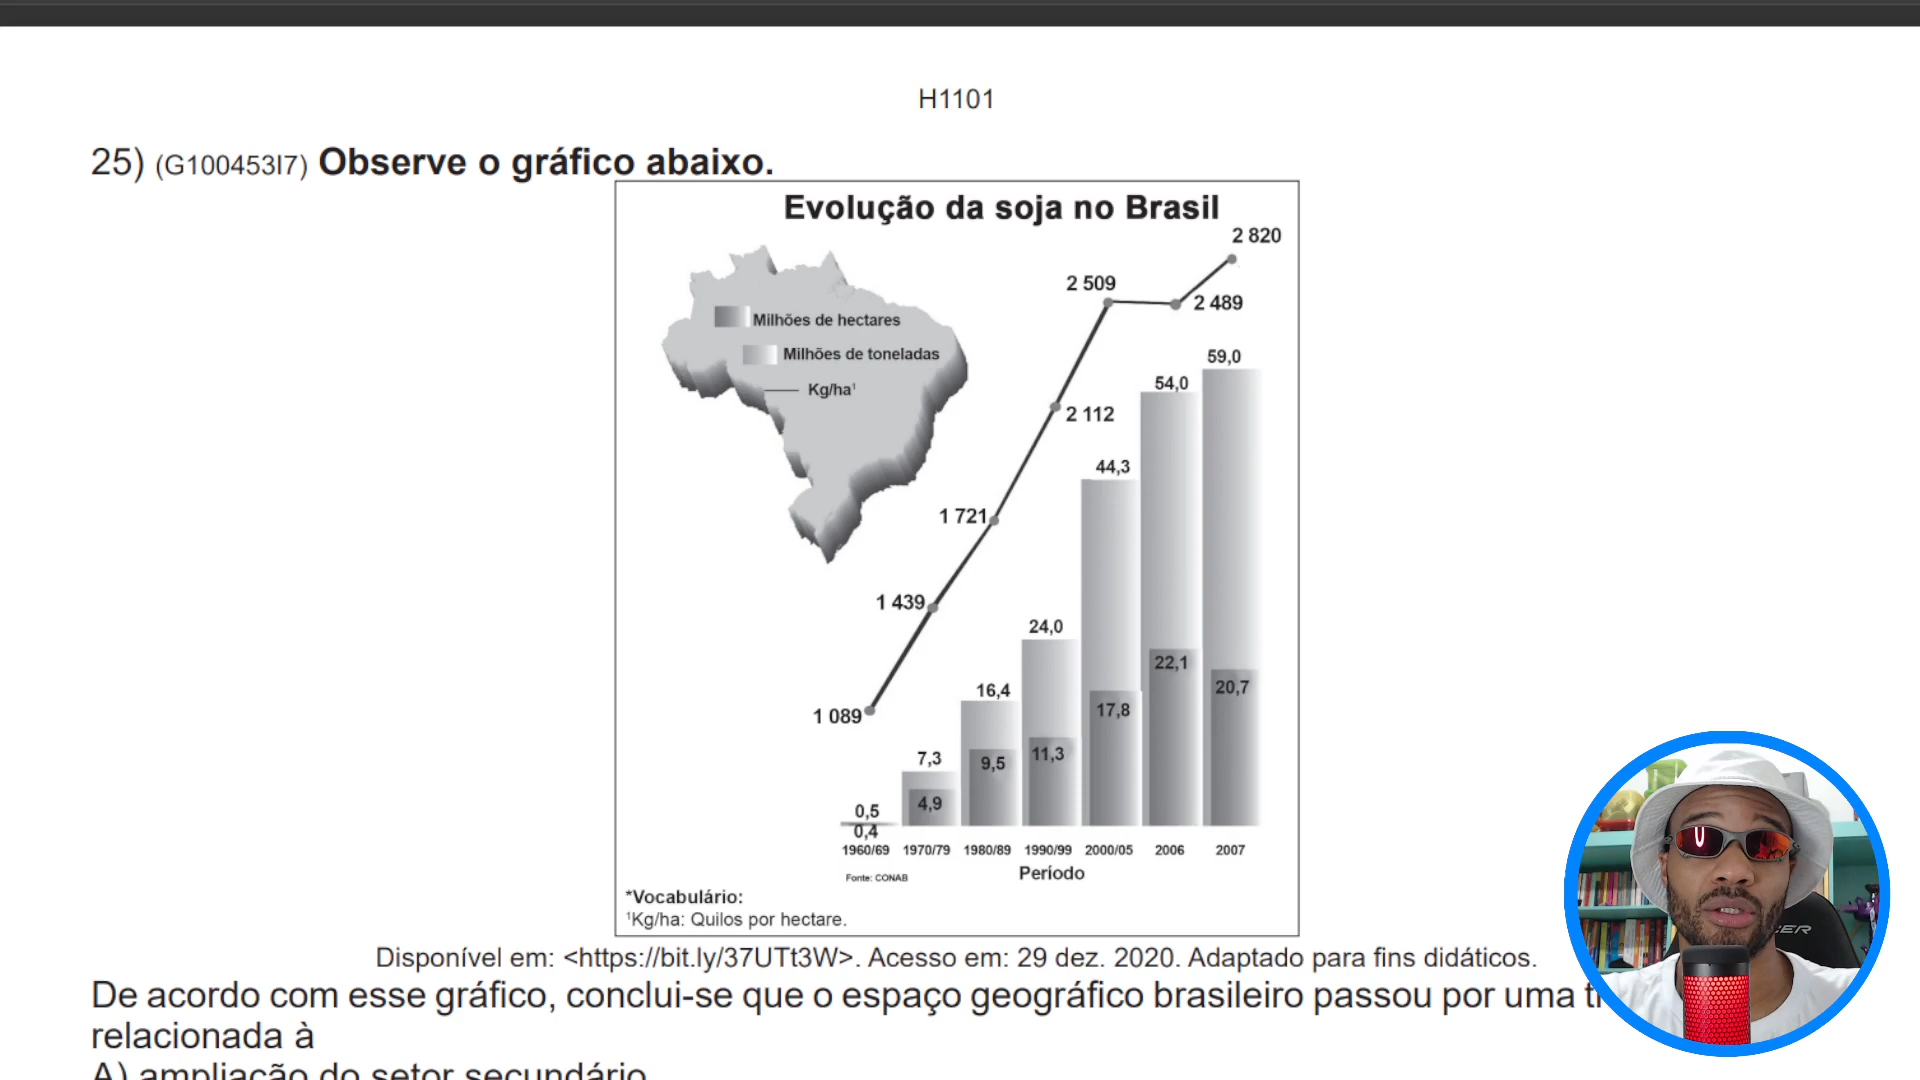 H1101
25) (G100453I7) Observe o gráfico abaixo.
Evolução da soja no Brasil
2 820
2 509
2 489
Milhões de hectares
Milhões de toneladas
59,0
54,0
Kg/ha¹
2 112
44,3
1 721
1 439
24,0
22,1
20,7
16,4
17,8
1 089
7,3
9,5
11,3
4,9
0,5
0,4
1960/69 1970/79 1980/89 1990/99 2000/05 2006 2007
Período
Fonte: CONAB
*Vocabulário:
¹Kg/ha: Quilos por hectare.
Disponível em: <https://bit.ly/37UTt3W>. Acesso em: 29 dez. 2020. Adaptado para fins didáticos.
De acordo com esse gráfico, conclui-se que o espaço geográfico brasileiro passou por uma
relacionada à
A) ampliação do setor secundário